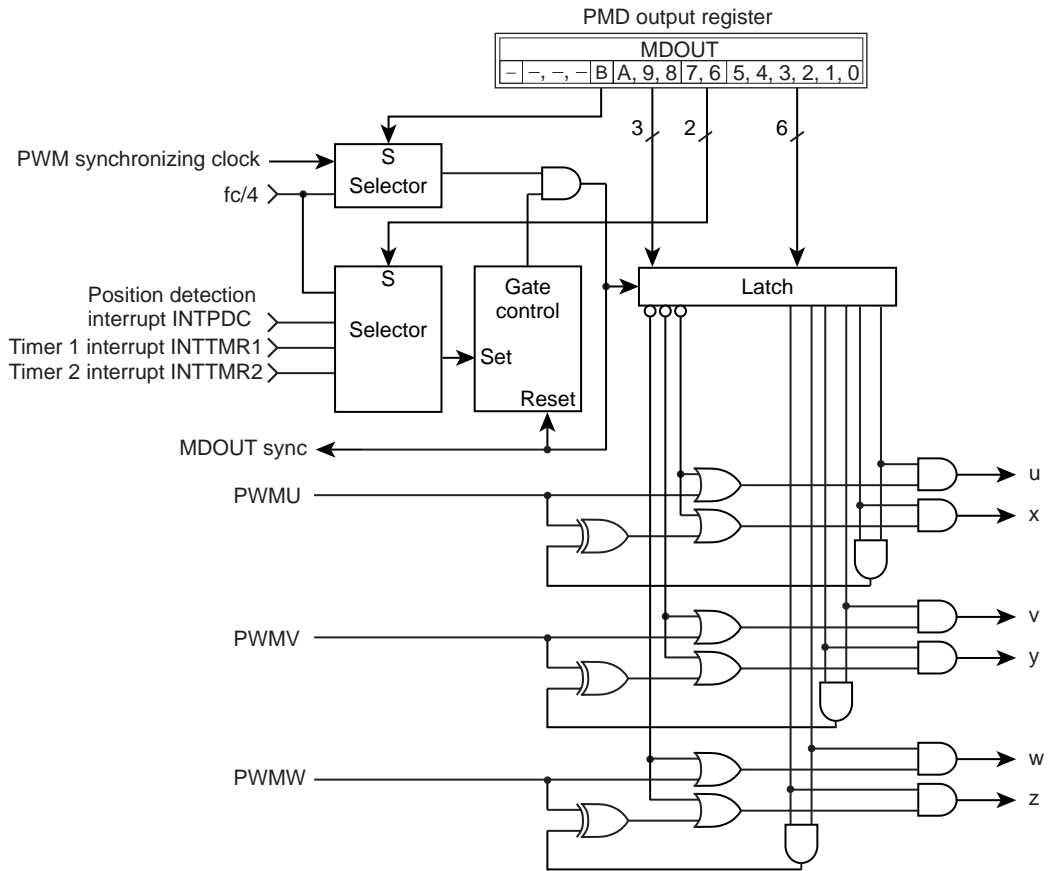 PMD output register
MDOUT
– –, –, – B A, 9, 8 7, 6 5, 4, 3, 2, 1, 0
3 2 6
PWM synchronizing clock
S
Selector
fc/4
S
Selector
Gate
control
Set
Reset
Latch
Position detection
interrupt INTPDC
Timer 1 interrupt INTTMR1
Timer 2 interrupt INTTMR2
MDOUT sync
PWMU
u
x
PWMV
v
y
PWMW
w
z